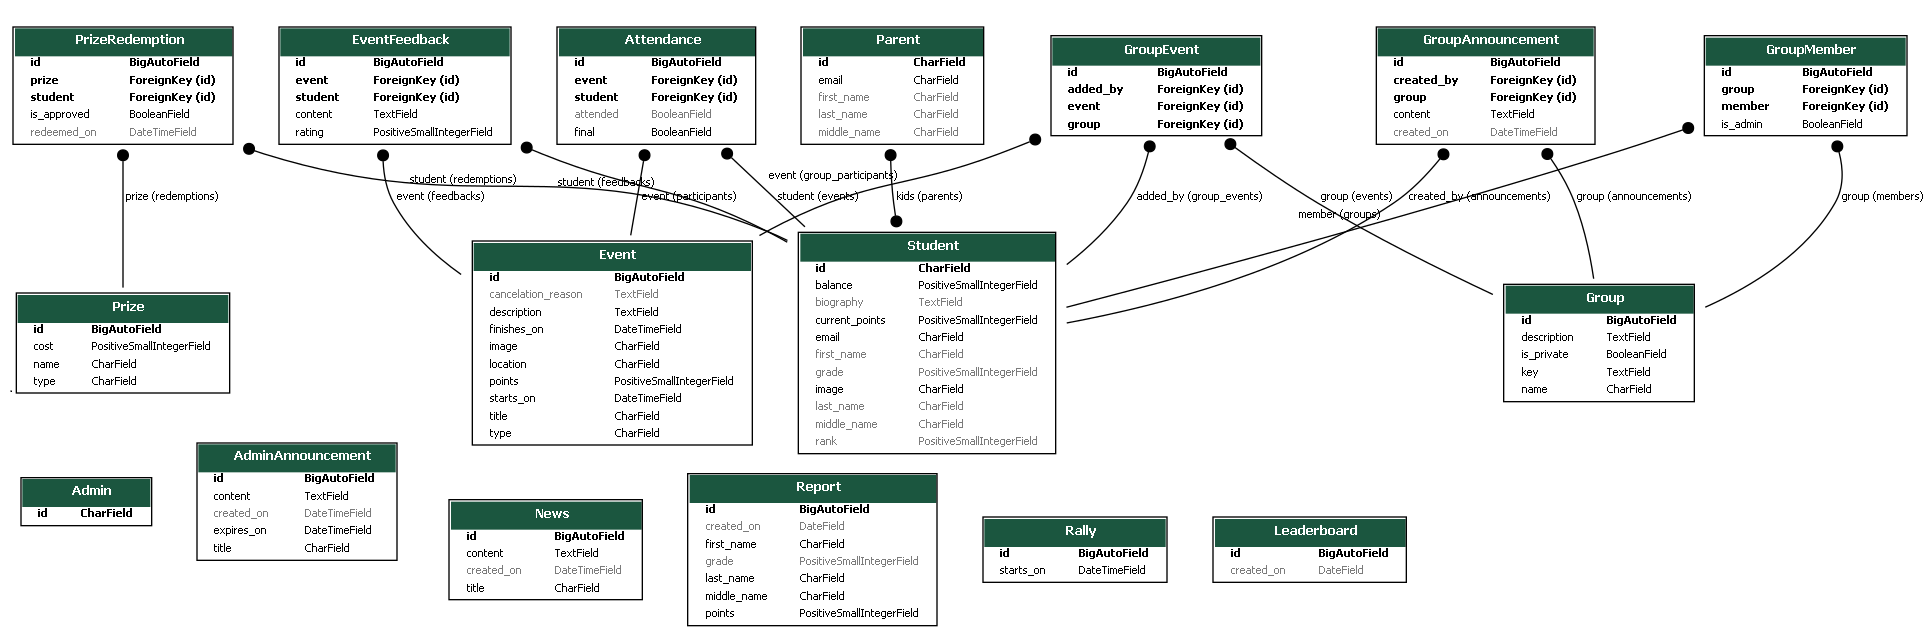 PrizeRedemption
id BigAutoField
prize ForeignKey (id)
student ForeignKey (id)
is_approved BooleanField
redeemed_on DateTimeField
EventFeedback
id BigAutoField
event ForeignKey (id)
student ForeignKey (id)
content TextField
rating PositiveSmallIntegerField
Attendance
id BigAutoField
event ForeignKey (id)
student ForeignKey (id)
attended BooleanField
final BooleanField
Parent
id CharField
email CharField
first_name CharField
last_name CharField
middle_name CharField
GroupEvent
id BigAutoField
added_by ForeignKey (id)
event ForeignKey (id)
group ForeignKey (id)
GroupAnnouncement
id BigAutoField
created_by ForeignKey (id)
group ForeignKey (id)
content TextField
created_on DateTimeField
GroupMember
id BigAutoField
group ForeignKey (id)
member ForeignKey (id)
is_admin BooleanField
prize (redemptions)
student (redemptions)
event (feedbacks)
student (feedbacks)
event (participants)
event (group_participants)
student (events)
kids (parents)
added_by (group_events)
group (events)
member (groups)
created_by (announcements)
group (announcements)
group (members)
Prize
id BigAutoField
cost PositiveSmallIntegerField
name CharField
type CharField
Event
id BigAutoField
cancelation_reason TextField
description TextField
finishes_on DateTimeField
image CharField
location CharField
points PositiveSmallIntegerField
starts_on DateTimeField
title CharField
type CharField
Student
id CharField
balance PositiveSmallIntegerField
biography TextField
current_points PositiveSmallIntegerField
email CharField
first_name CharField
grade PositiveSmallIntegerField
image CharField
last_name CharField
middle_name CharField
rank PositiveSmallIntegerField
Group
id BigAutoField
description TextField
is_private BooleanField
key TextField
name CharField
Admin
id CharField
AdminAnnouncement
id BigAutoField
content TextField
created_on DateTimeField
expires_on DateTimeField
title CharField
News
id BigAutoField
content TextField
created_on DateTimeField
title CharField
Report
id BigAutoField
created_on DateField
first_name CharField
grade PositiveSmallIntegerField
last_name CharField
middle_name CharField
points PositiveSmallIntegerField
Rally
id BigAutoField
starts_on DateTimeField
Leaderboard
id BigAutoField
created_on DateField